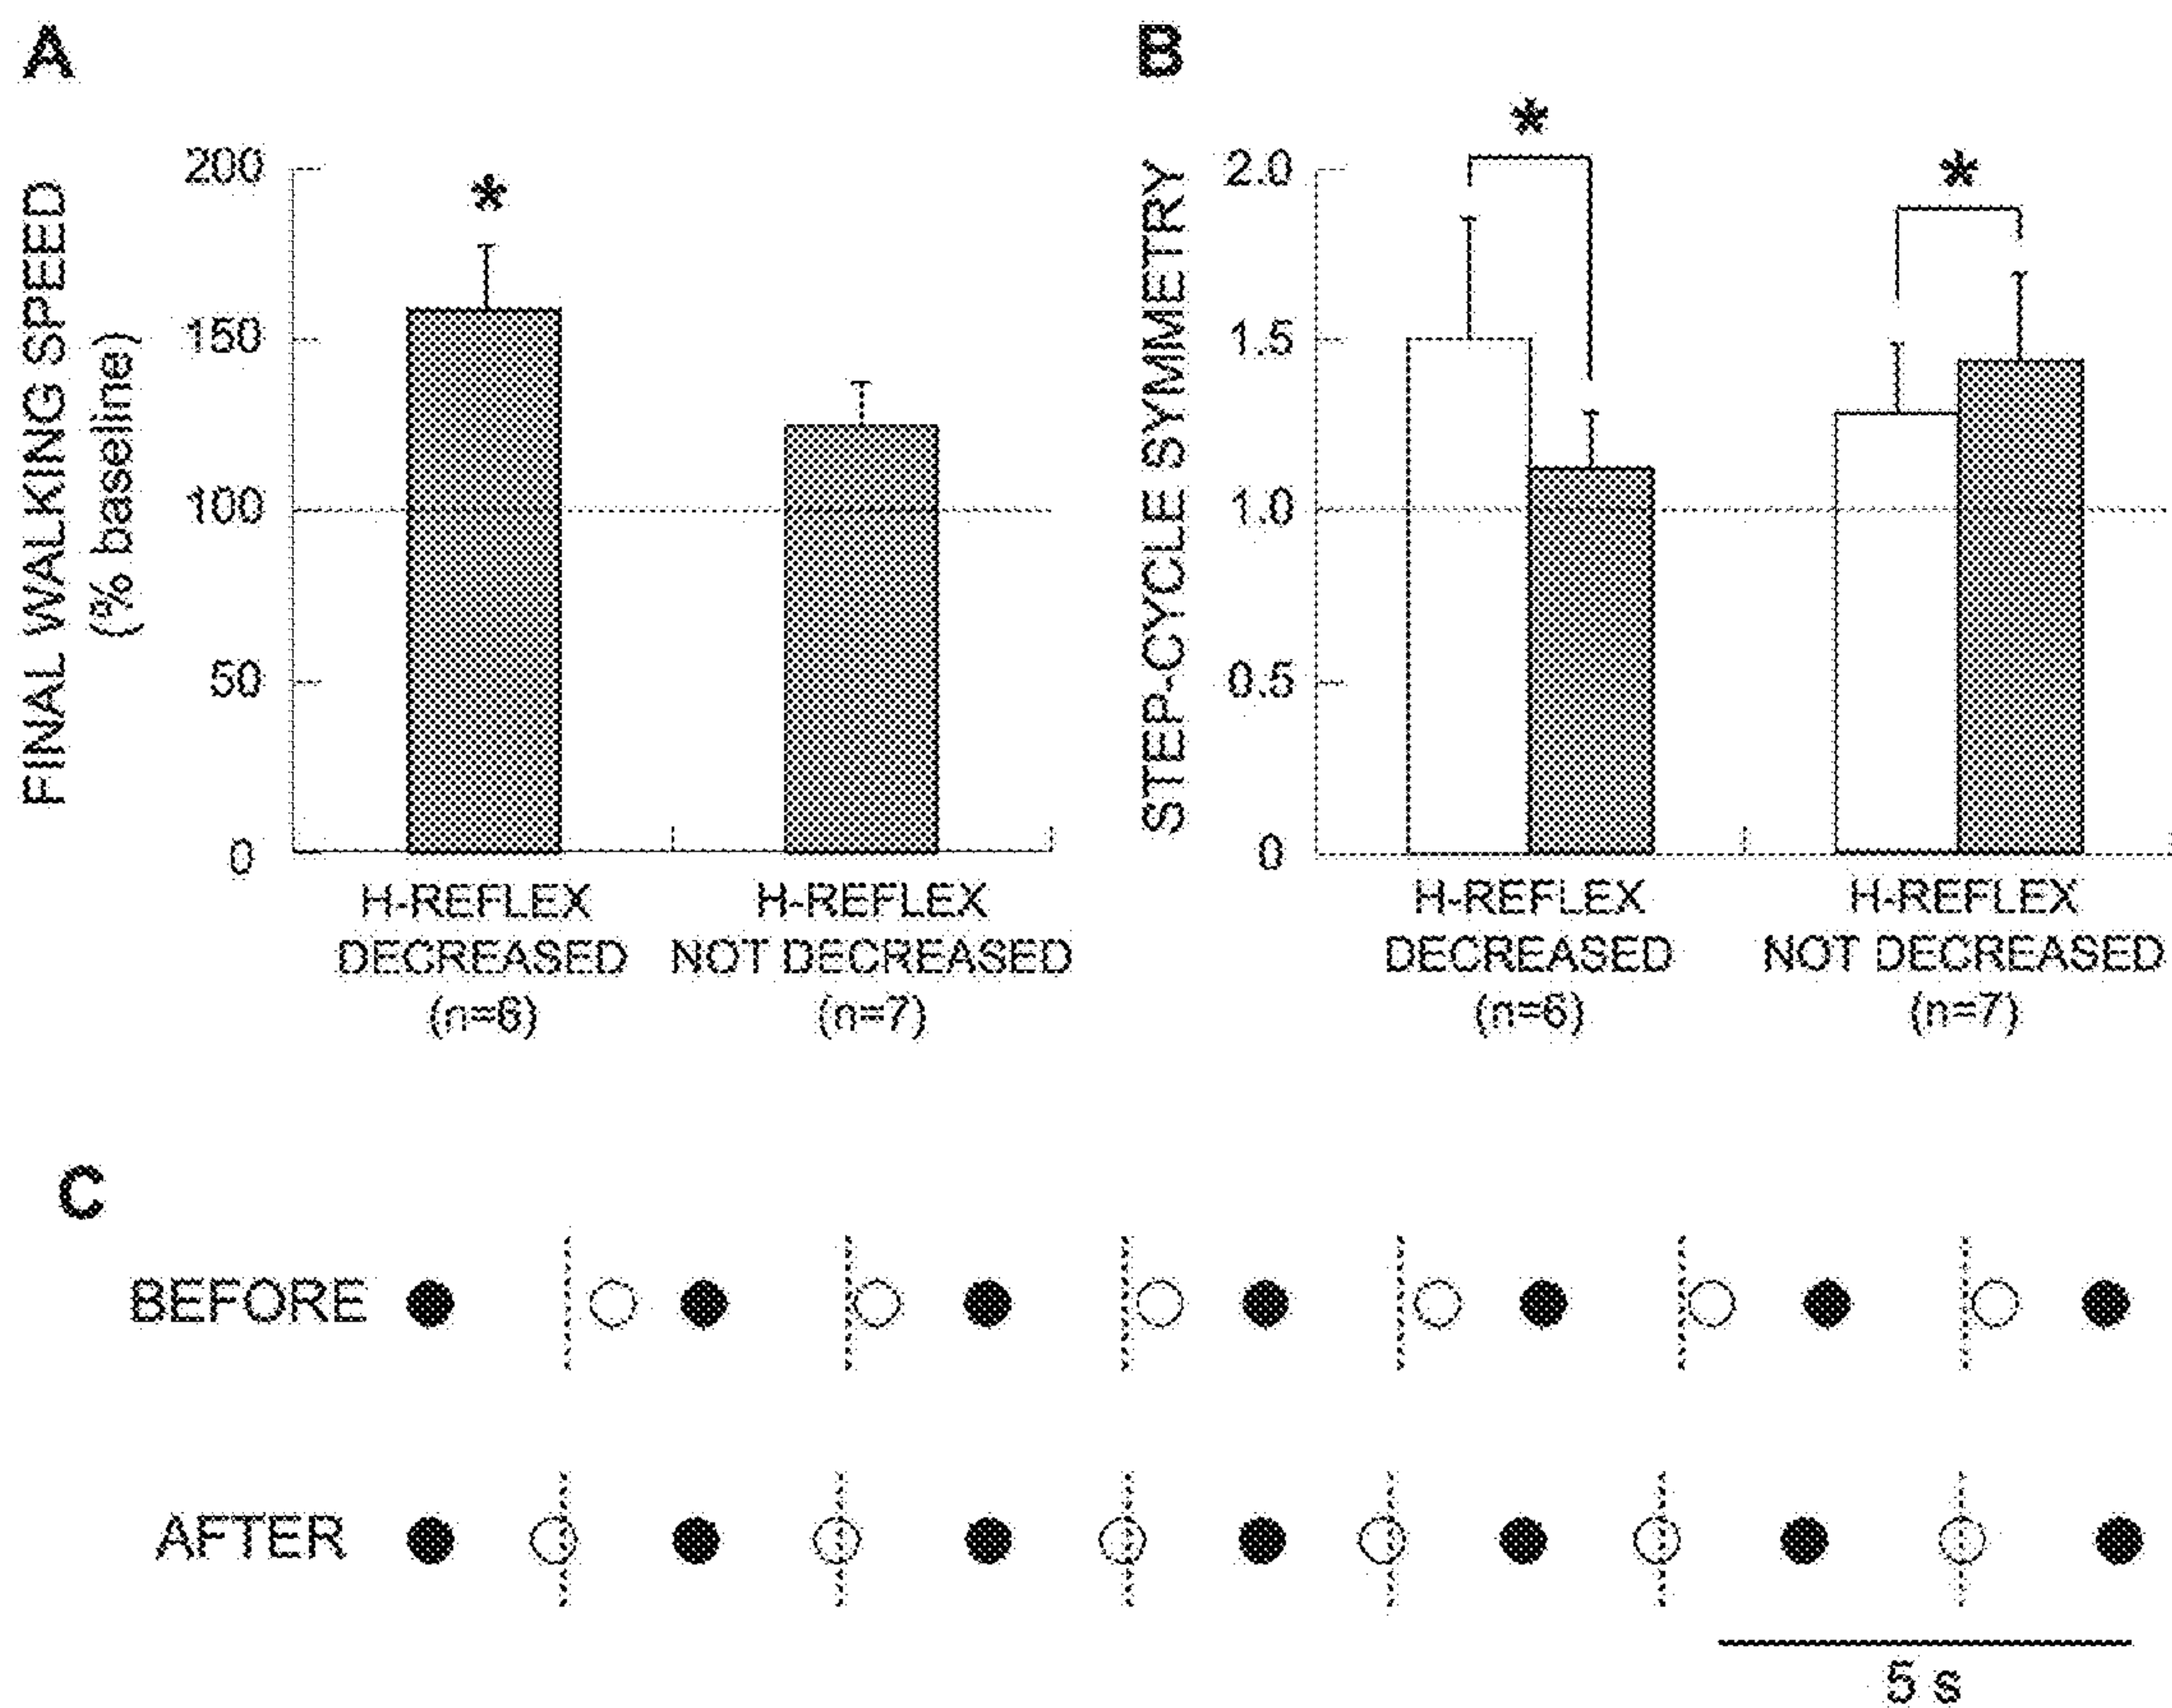 A
FINAL WALKING SPEED
(% baseline)
200
150
100
50
0
*
H-REFLEX
DECREASED
(n=6)
H-REFLEX
NOT DECREASED
(n=7)
B
STEP-CYCLE SYMMETRY
2.0
1.5
1.0
0.5
0
*
*
H-REFLEX
DECREASED
(n=6)
H-REFLEX
NOT DECREASED
(n=7)
C
BEFORE
AFTER
5 s